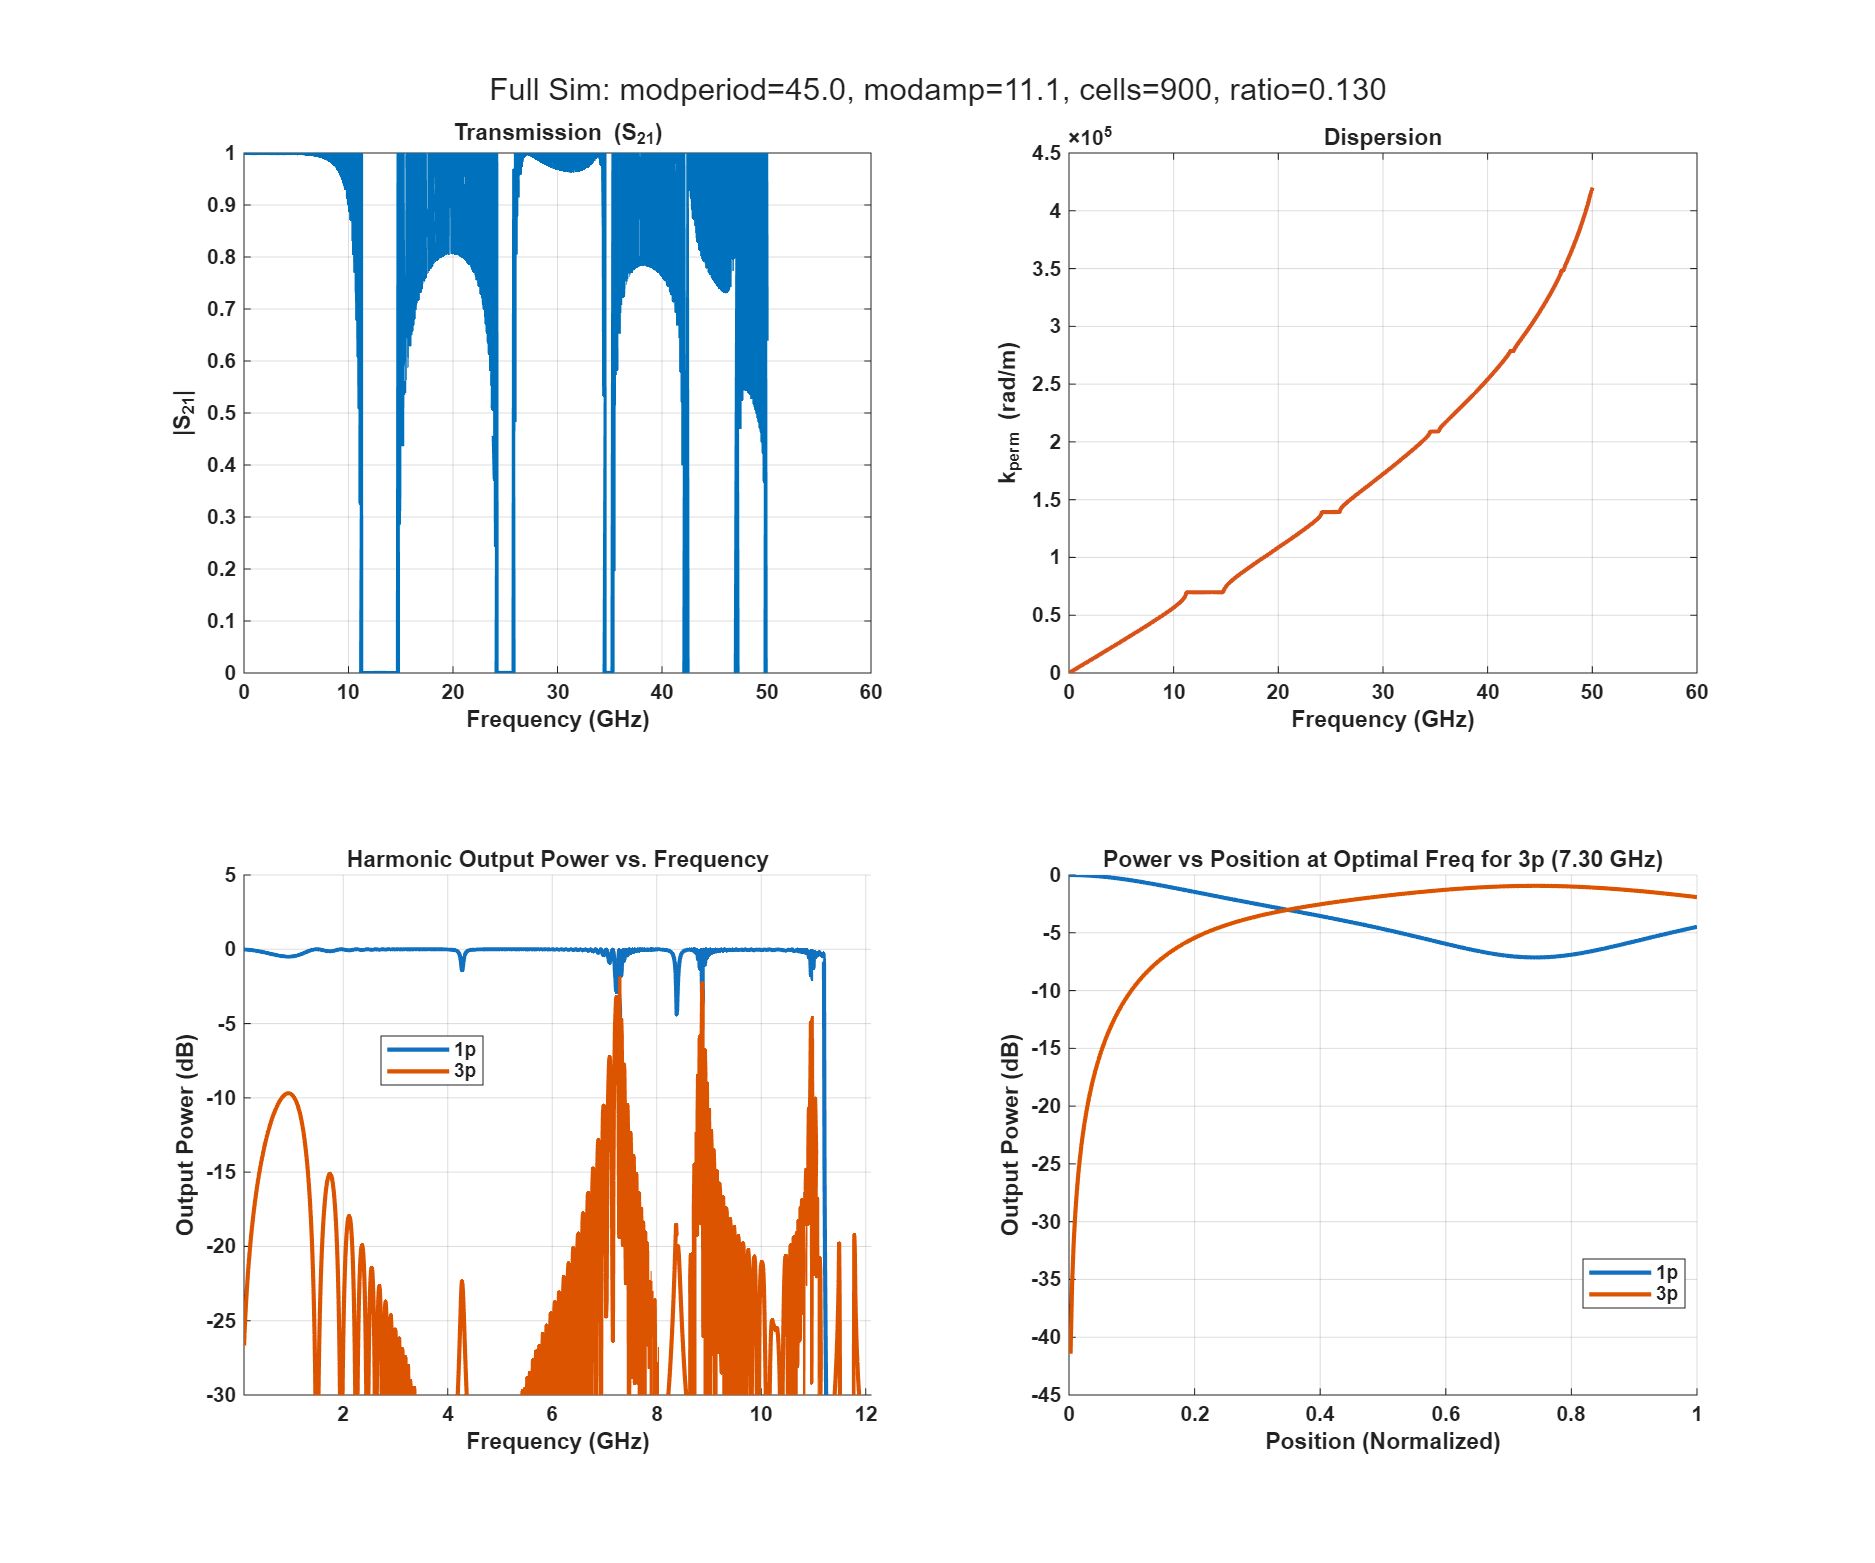 Full Sim: modperiod=45.0, modamp=11.1, cells=900, ratio=0.130
Transmission (S21)
1
0.9
0.8
0.7
0.6
0.5
0.4
0.3
0.2
0.1
0
|S21|
0 10 20 30 40 50 60
Frequency (GHz)
×10^5
Dispersion
4.5
4
3.5
3
2.5
2
1.5
1
0.5
0
kperm (rad/m)
0 10 20 30 40 50 60
Frequency (GHz)
Harmonic Output Power vs. Frequency
5
0
-5
-10
-15
-20
-25
-30
Output Power (dB)
1p
3p
2 4 6 8 10 12
Frequency (GHz)
Power vs Position at Optimal Freq for 3p (7.30 GHz)
0
-5
-10
-15
-20
-25
-30
-35
-40
-45
Output Power (dB)
1p
3p
0 0.2 0.4 0.6 0.8 1
Position (Normalized)